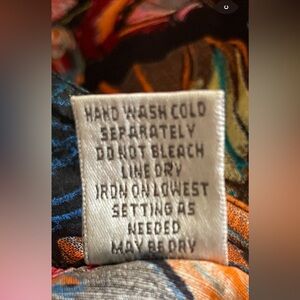 HAND WASH COLD
SEPARATELY
DO NOT BLEACH
LINE DRY
IRON ON LOWEST
SETTING AS
NEEDED
MAY BE DRY